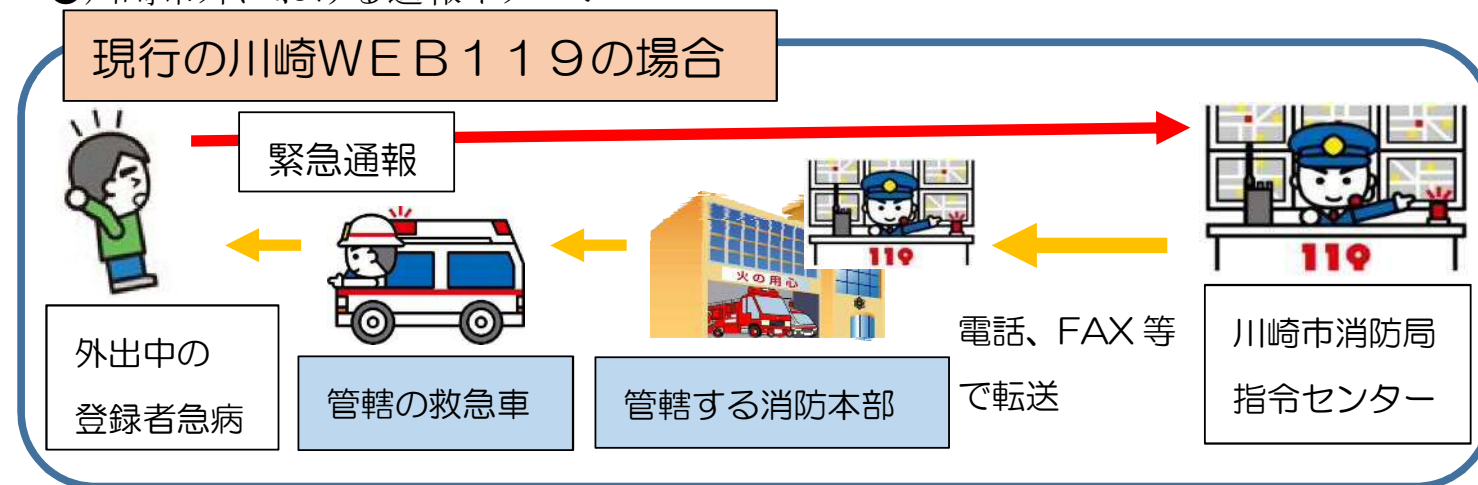 現行の川崎WEB119の場合
緊急通報
119
119
火の用心
電話、FAX等
で転送
外出中の
登録者急病
管轄の救急車
管轄する消防本部
川崎市消防局
指令センター